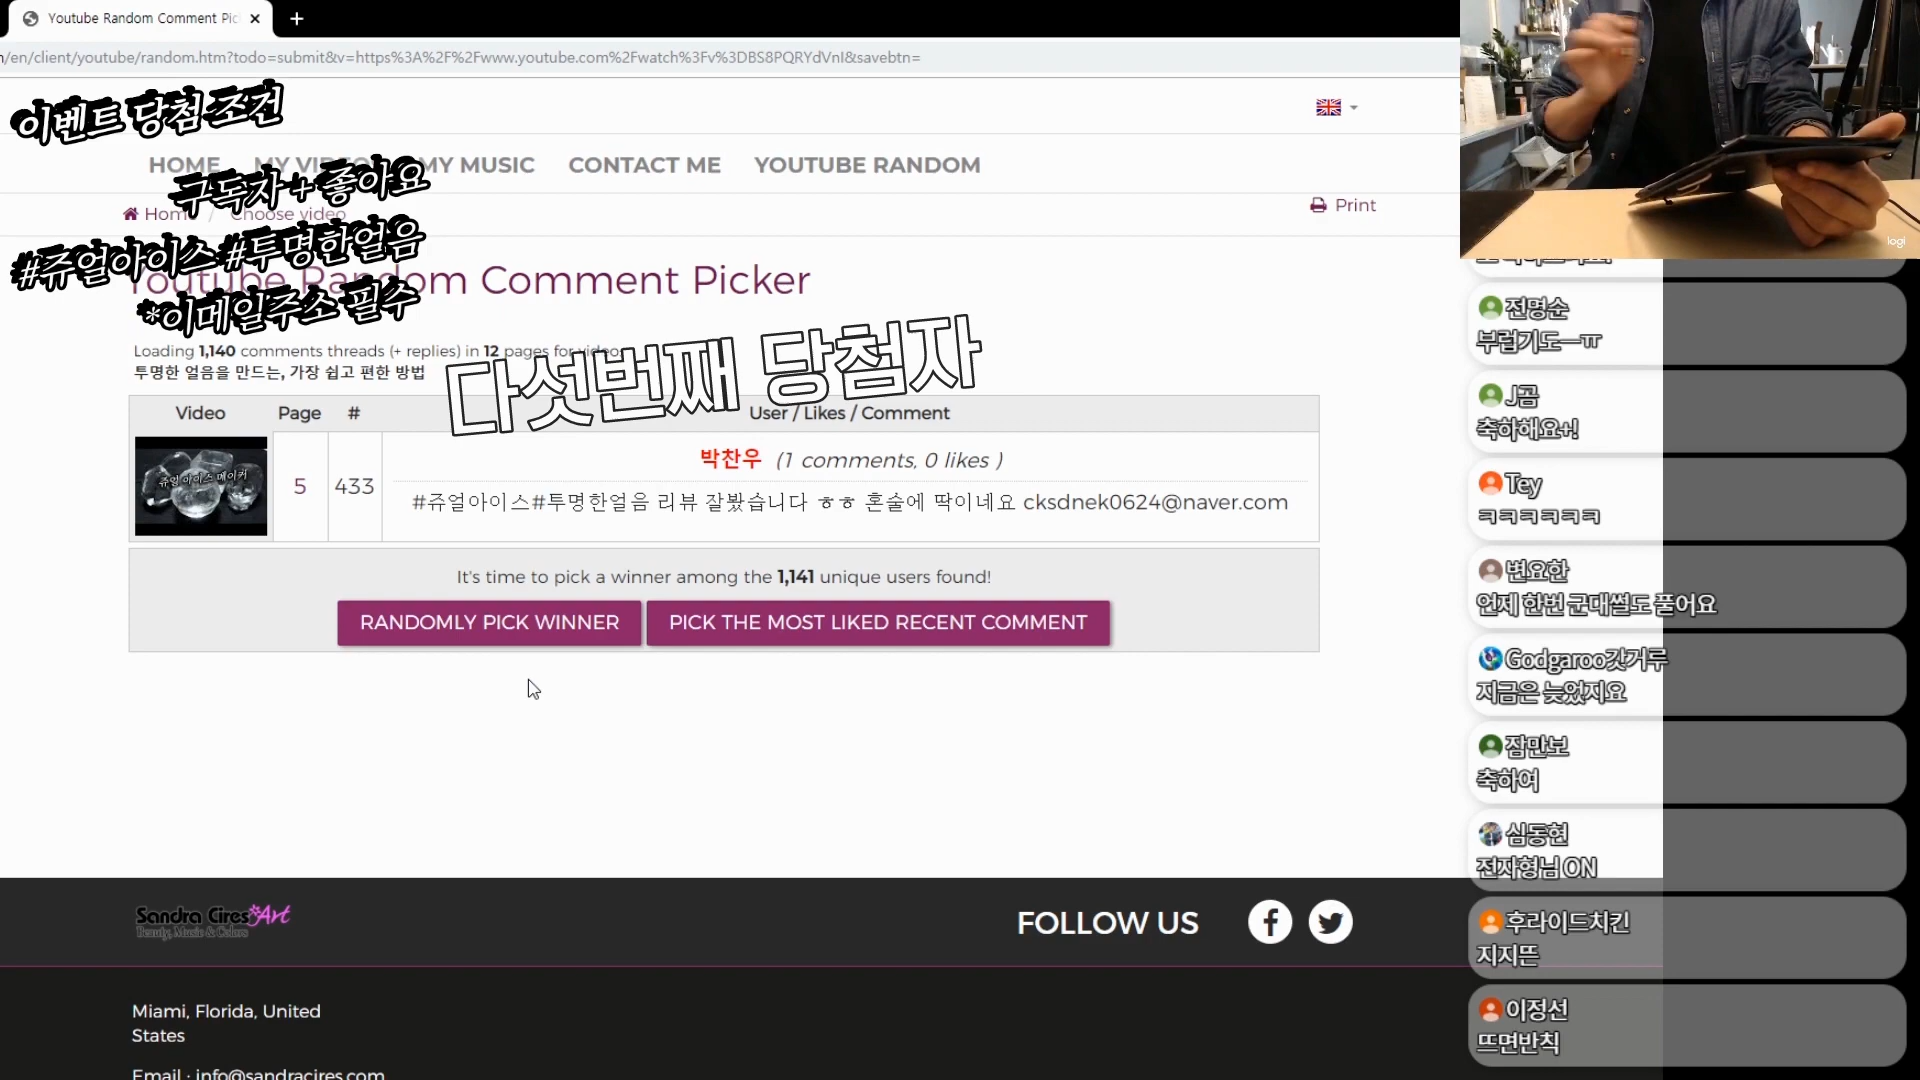 Youtube Random Comment Pic
/en/client/youtube/random.htm?todo=submit&v=https%3A%2F%2Fwww.youtube.com%2Fwatch%3Fv%3DBS8PQRYdVnI&savebtn=
이벤트 당첨 조건
HOME MY VIDEO MY MUSIC CONTACT ME YOUTUBE RANDOM
구독자 + 좋아요
Home / Choose video
Print
#쥬얼아이스 #투명한얼음
Youtube Random Comment Picker
*이메일주소 필수
Loading 1,140 comments threads (+ replies) in 12 pages for video:
투명한 얼음을 만드는, 가장 쉽고 편한 방법
다섯번째 당첨자
Video Page # User / Likes / Comment
쥬얼 아이스 메이커
5 433
박찬우 (1 comments, 0 likes )
#쥬얼아이스#투명한얼음 리뷰 잘봤습니다 ㅎㅎ 혼술에 딱이네요 cksdnek0624@naver.com
It's time to pick a winner among the 1,141 unique users found!
RANDOMLY PICK WINNER PICK THE MOST LIKED RECENT COMMENT
Sandra Cires Art
Beauty, Music & Colors
FOLLOW US
Miami, Florida, United
States
Email : info@sandracires.com
logi
전명순
부럽기도—ㅠ
J곰
축하해요+!
Tey
ㅋㅋㅋㅋㅋㅋ
변요한
언제 한번 군대썰도 풀어요
Godgaroo갓거루
지금은 늦었지요
잠만보
축하여
심동현
전자형님 ON
후라이드치킨
지지뜬
이정선
뜨면반칙